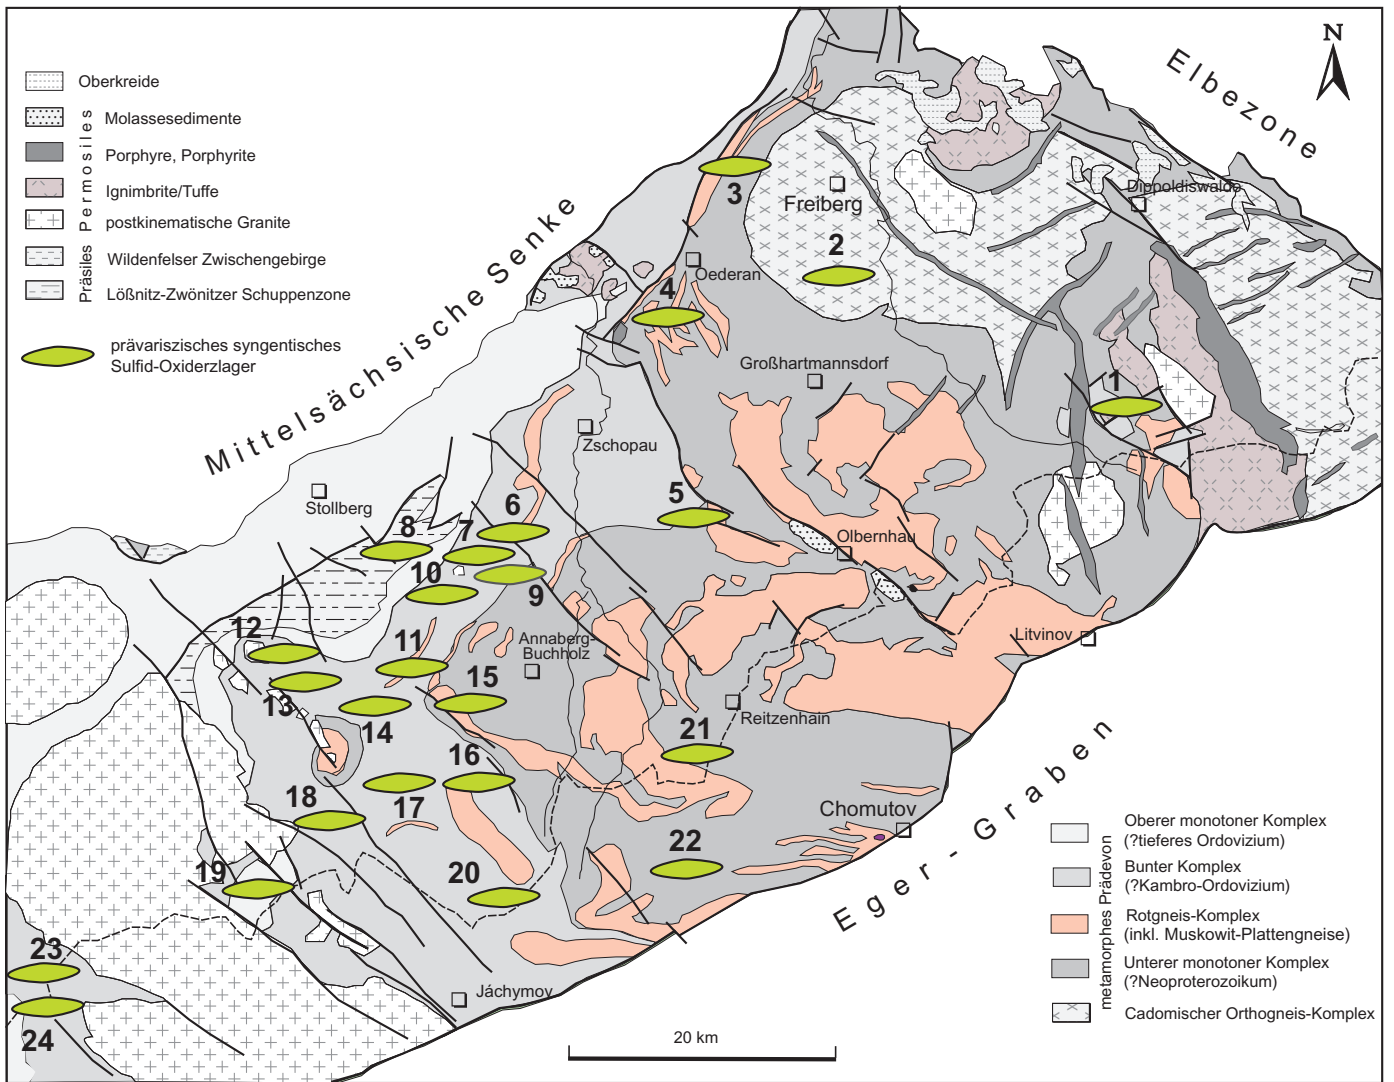 N
Elbezone
Mittelsächsische Senke
Eger-Graben
Oberkreide
Molassesedimente
Porphyre, Porphyrite
Ignimbrite/Tuffe
postkinematische Granite
Permosiles
Wildenfelser Zwischengebirge
Lößnitz-Zwönitzer Schuppenzone
Präsiles
prävariszisches syngentisches
Sulfid-Oxiderzlager
3
Freiberg
2
Dippoldiswalde
Oederan
4
Großhartmannsdorf
1
Zschopau
Stollberg
5
6
7
8
Olbernhau
9
10
Annaberg-
Buchholz
Litvinov
11
12
13
14
15
Reitzenhain
21
16
17
18
Chomutov
22
19
20
23
24
Jáchymov
20 km
Oberer monotoner Komplex
(?tieferes Ordovizium)
Bunter Komplex
(?Kambro-Ordovizium)
Rotgneis-Komplex
(inkl. Muskowit-Plattengneise)
Unterer monotoner Komplex
(?Neoproterozoikum)
Cadomischer Orthogneis-Komplex
metamorphes Prädevon